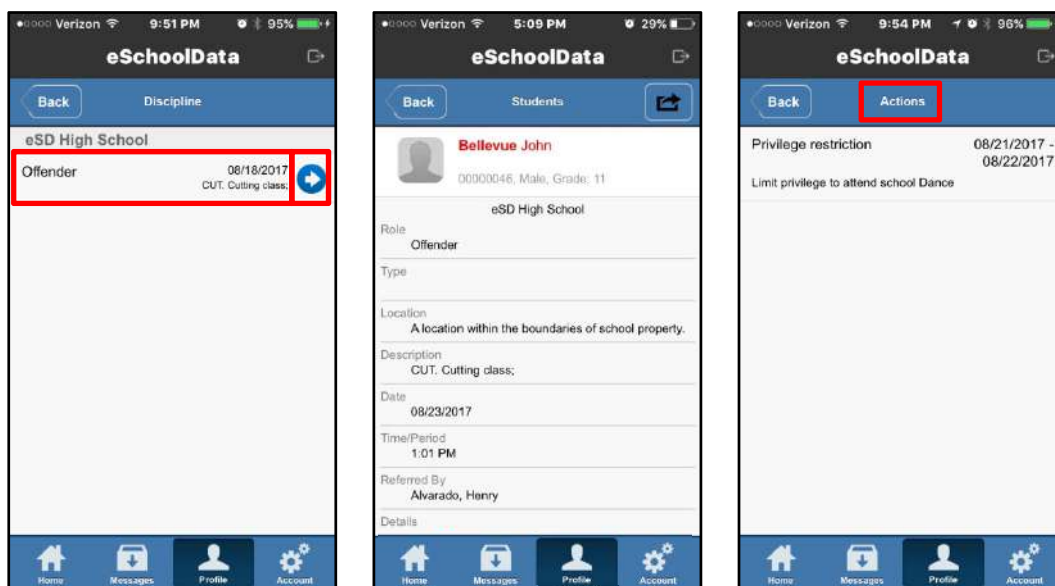 Verizon 9:51 PM 95%
eSchoolData
Back Discipline
eSD High School
Offender 08/18/2017
CUT. Cutting class;
Home Messages Profile Account
Verizon 5:09 PM 29%
eSchoolData
Back Students
Bellevue John
00000046, Male, Grade: 11
eSD High School
Role
Offender
Type
Location
A location within the boundaries of school property.
Description
CUT. Cutting class;
Date
08/23/2017
Time/Period
1:01 PM
Referred By
Alvarado, Henry
Details
Home Messages Profile Account
Verizon 9:54 PM 96%
eSchoolData
Back Actions
Privilege restriction 08/21/2017 -
08/22/2017
Limit privilege to attend school Dance
Home Messages Profile Account